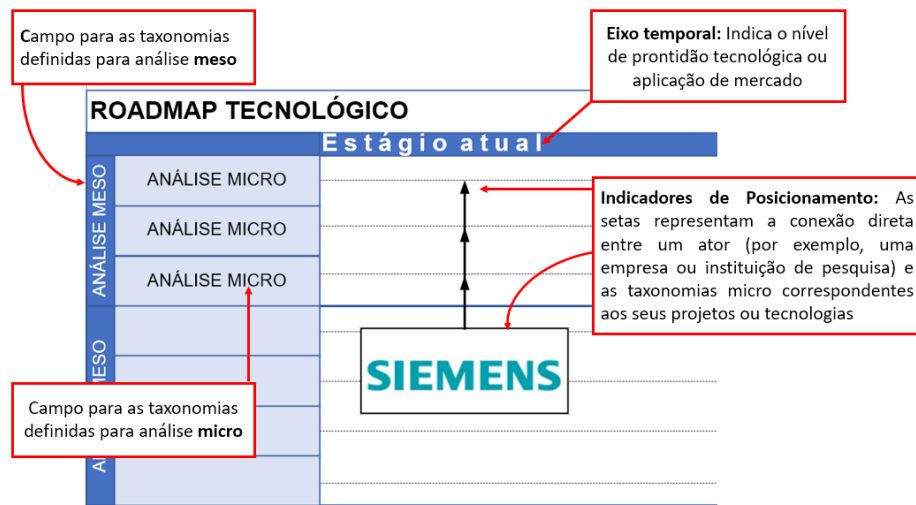 Campo para as taxonomias
definidas para análise meso
Eixo temporal: Indica o nível
de prontidão tecnológica ou
aplicação de mercado
ROADMAP TECNOLÓGICO
Estágio atual
ANÁLISE MESO
ANÁLISE MICRO
ANÁLISE MICRO
ANÁLISE MICRO
Indicadores de Posicionamento: As
setas representam a conexão direta
entre um ator (por exemplo, uma
empresa ou instituição de pesquisa) e
as taxonomias micro correspondentes
aos seus projetos ou tecnologias
MESO
SIEMENS
Campo para as taxonomias
definidas para análise micro